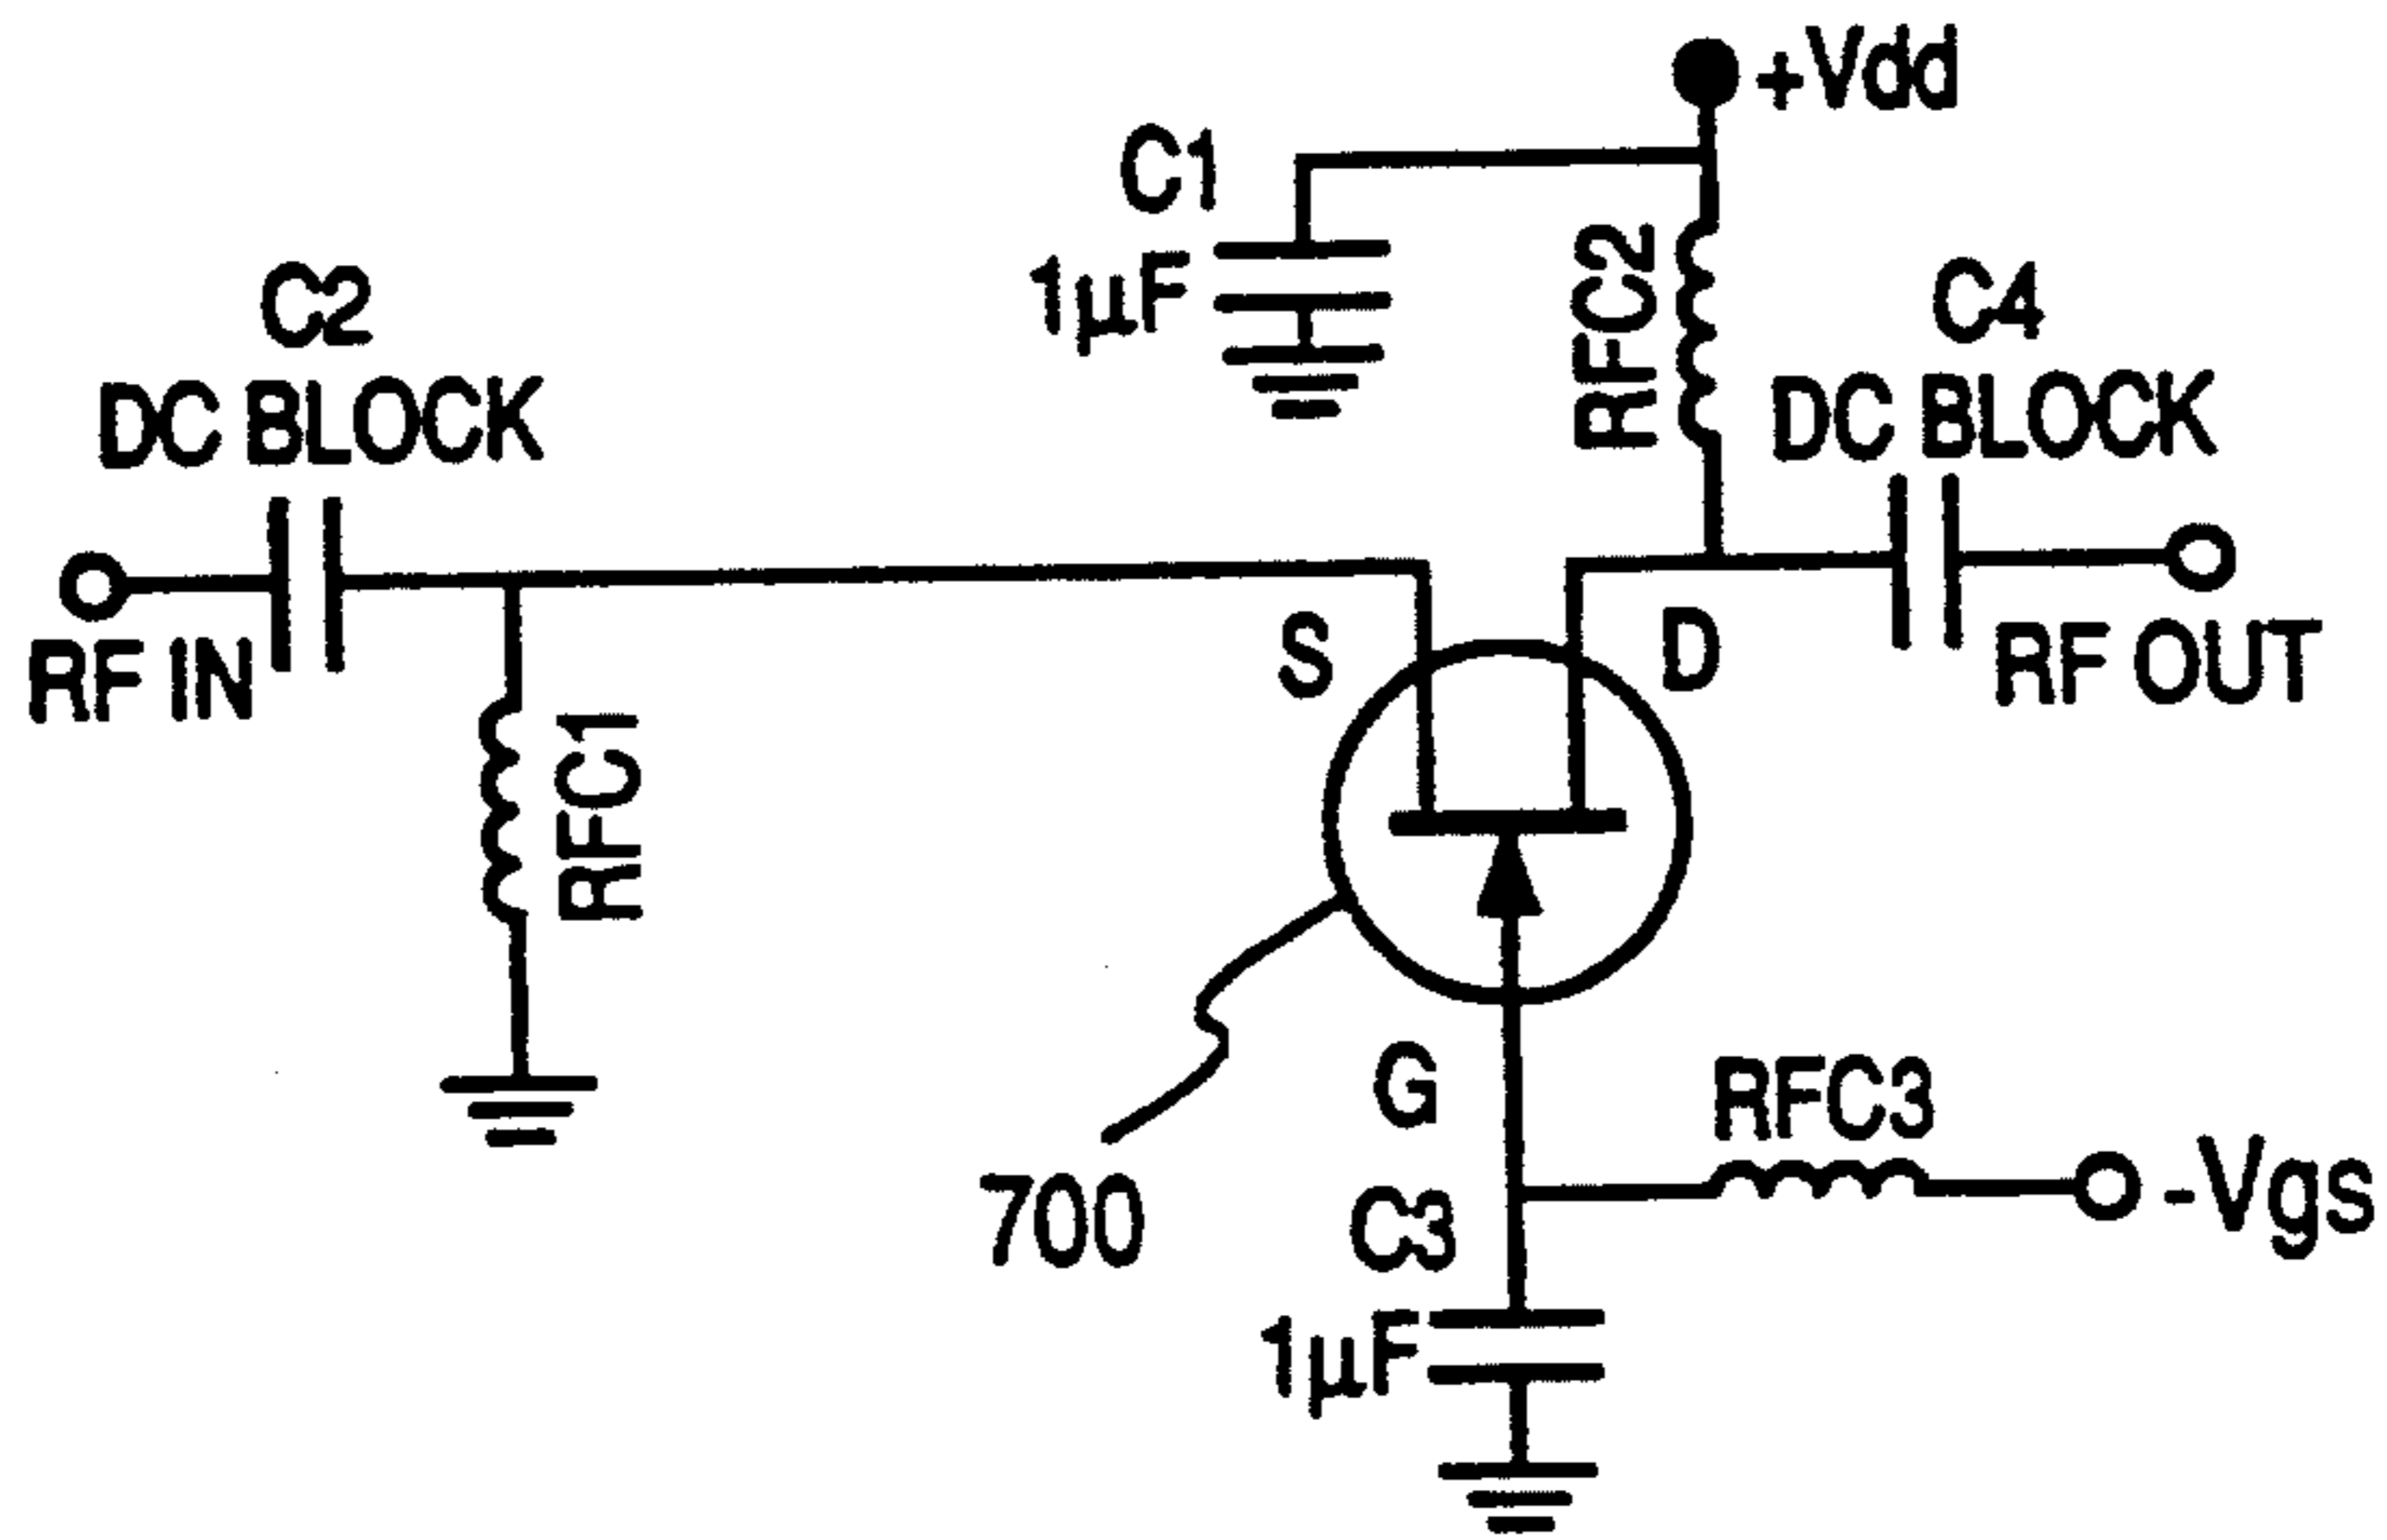 +Vdd
C1
1µF
RFC2
C2
DC BLOCK
C4
DC BLOCK
RF IN
RFC1
S
D
RF OUT
G
700
RFC3
-Vgs
C3
1µF